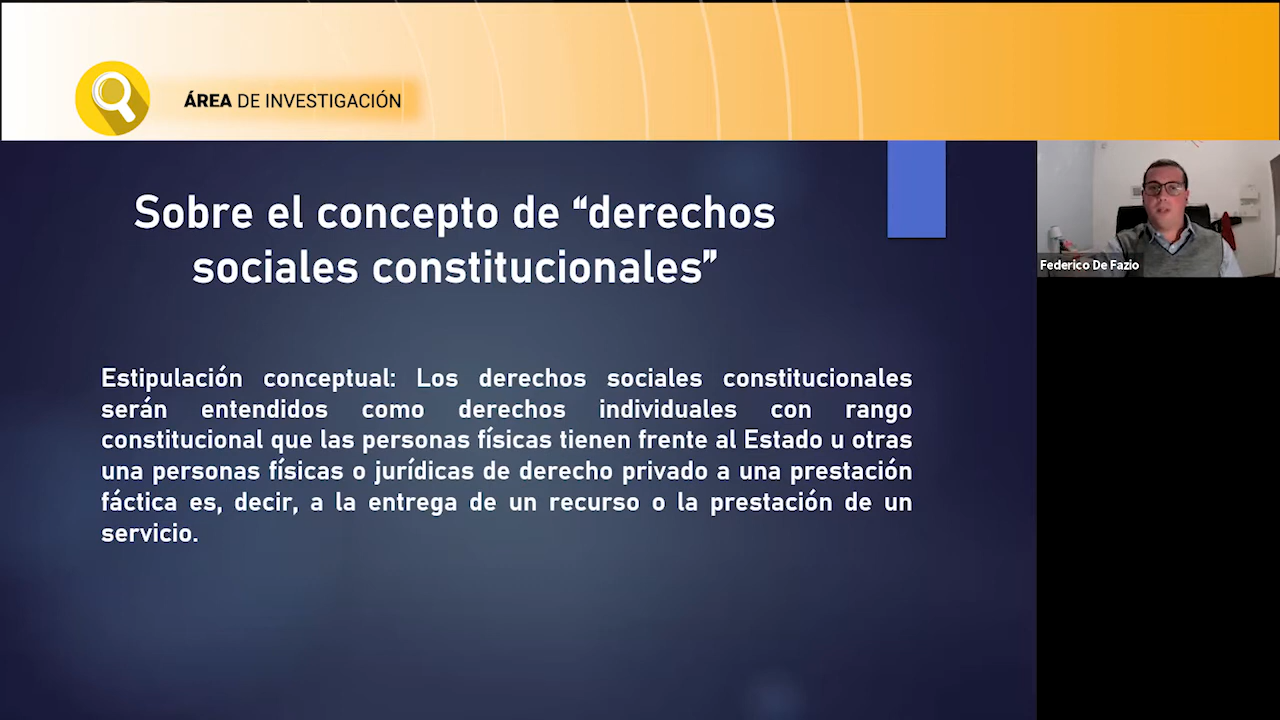 ÁREA DE INVESTIGACIÓN
Sobre el concepto de “derechos
sociales constitucionales”
Federico De Fazio
Estipulación conceptual: Los derechos sociales constitucionales
serán entendidos como derechos individuales con rango
constitucional que las personas físicas tienen frente al Estado u otras
una personas físicas o jurídicas de derecho privado a una prestación
fáctica es, decir, a la entrega de un recurso o la prestación de un
servicio.